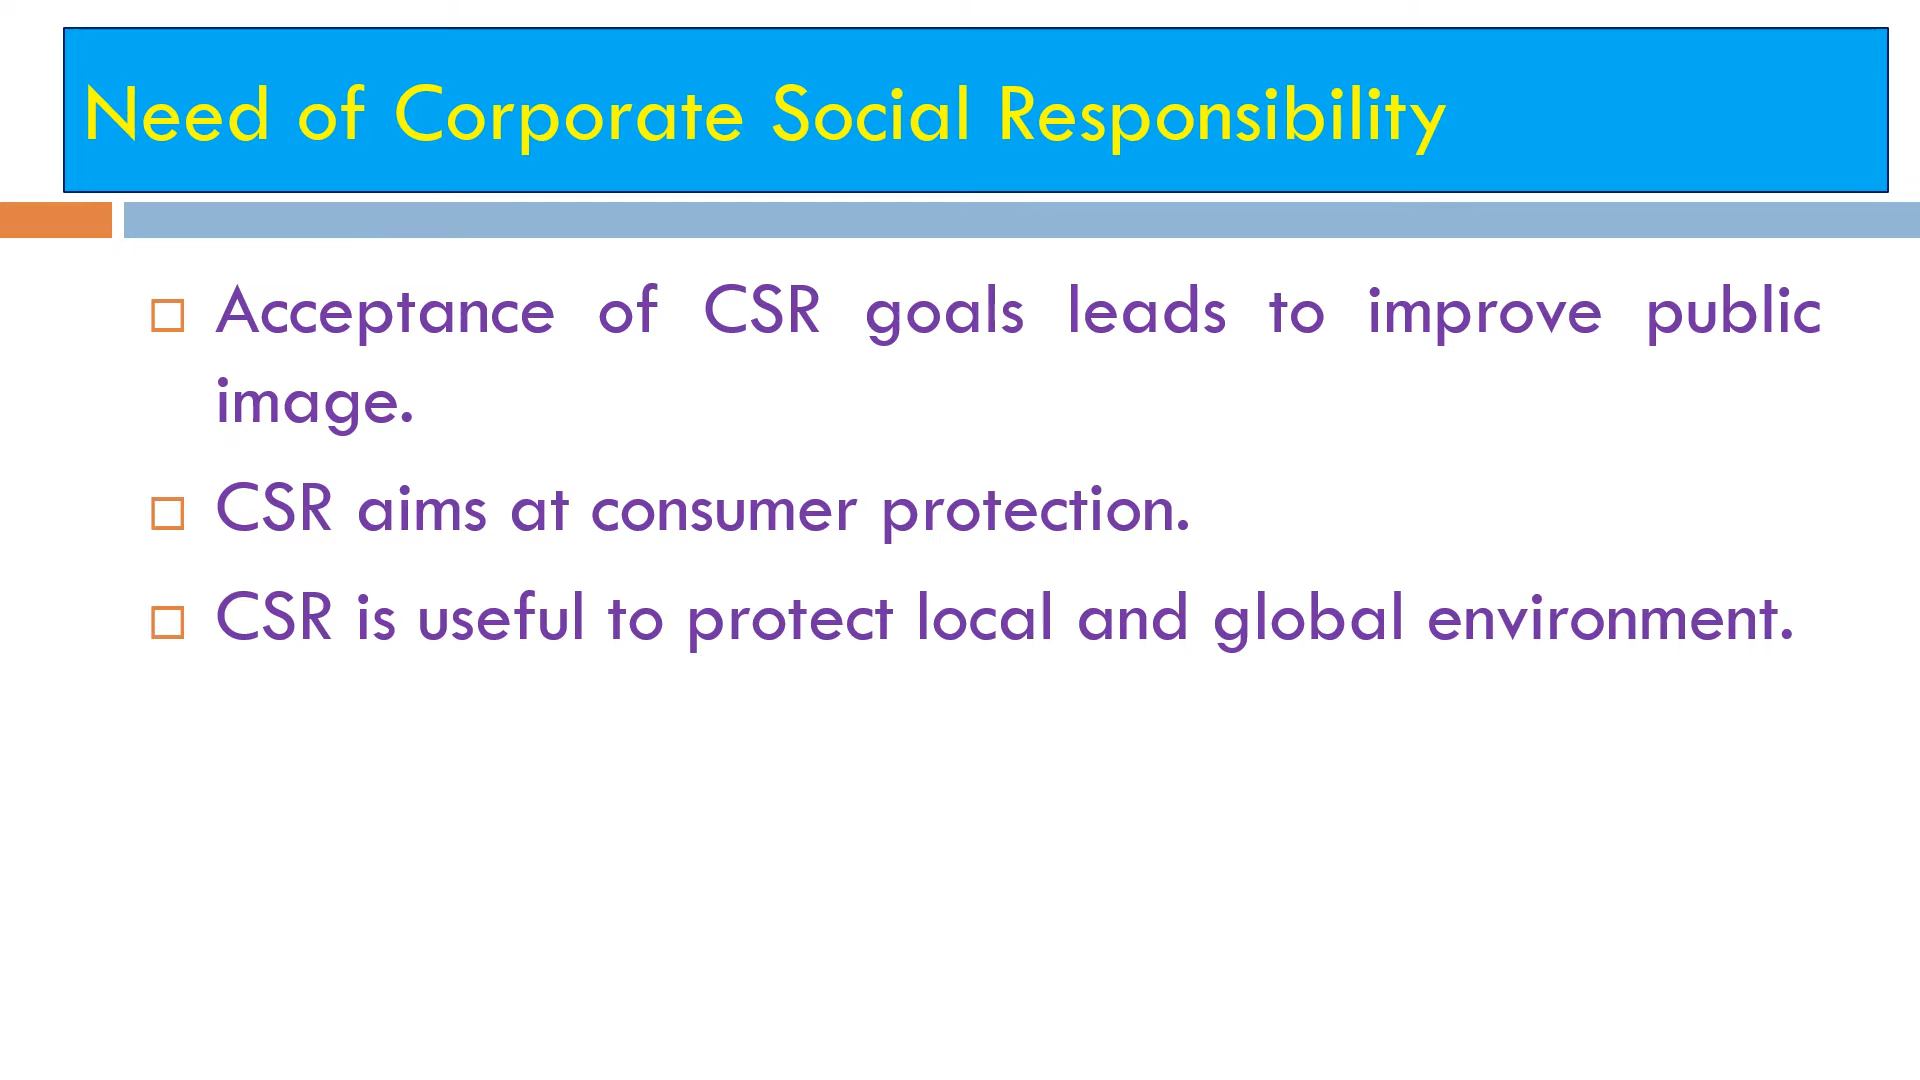 Need of Corporate Social Responsibility
Acceptance of CSR goals leads to improve public
image.
CSR aims at consumer protection.
CSR is useful to protect local and global environment.